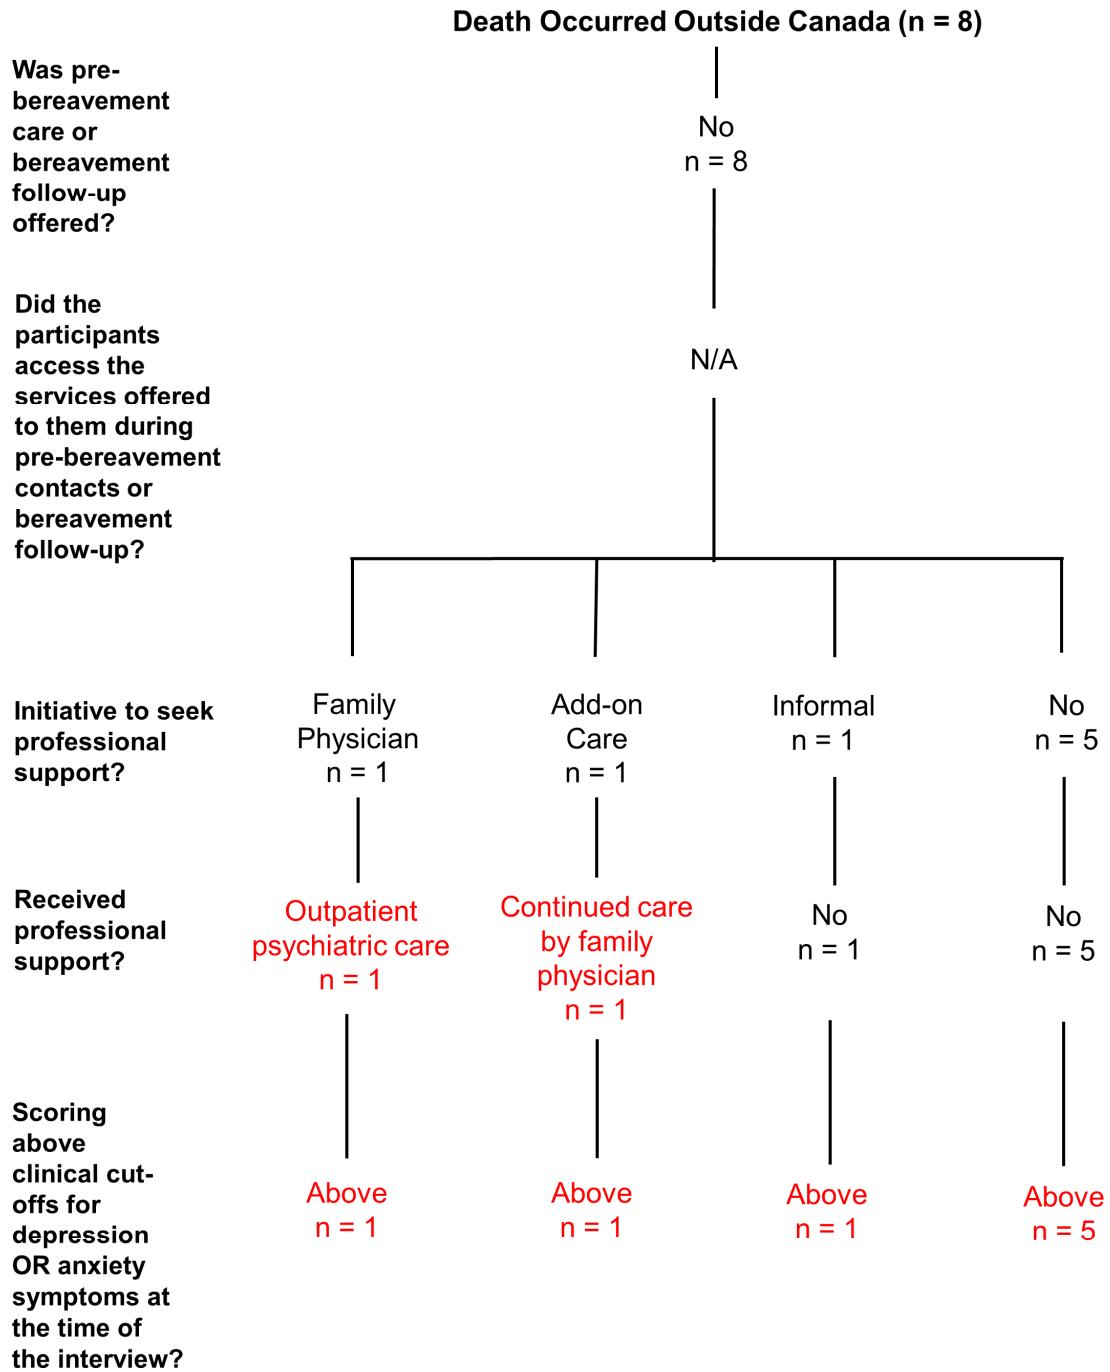 Death Occurred Outside Canada (n = 8)
Was pre-
bereavement
care or
bereavement
follow-up
offered?
No
n = 8
Did the
participants
access the
services offered
to them during
pre-bereavement
contacts or
bereavement
follow-up?
N/A
Initiative to seek
professional
support?
Family
Physician
n = 1
Add-on
Care
n = 1
Informal
n = 1
No
n = 5
Received
professional
support?
Outpatient
psychiatric care
n = 1
Continued care
by family
physician
n = 1
No
n = 1
No
n = 5
Scoring
above
clinical cut-
offs for
depression
OR anxiety
symptoms at
the time of
the interview?
Above
n = 1
Above
n = 1
Above
n = 1
Above
n = 5